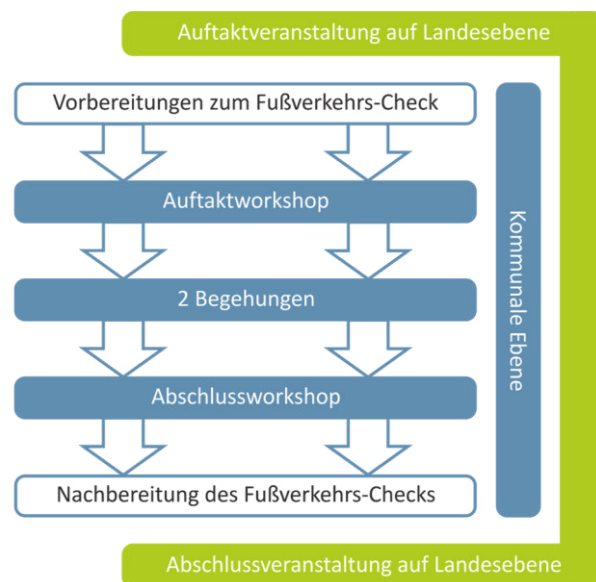 Auftaktveranstaltung auf Landesebene
Vorbereitungen zum Fußverkehrs-Check
Auftaktworkshop
2 Begehungen
Abschlussworkshop
Nachbereitung des Fußverkehrs-Checks
Kommunale Ebene
Abschlussveranstaltung auf Landesebene